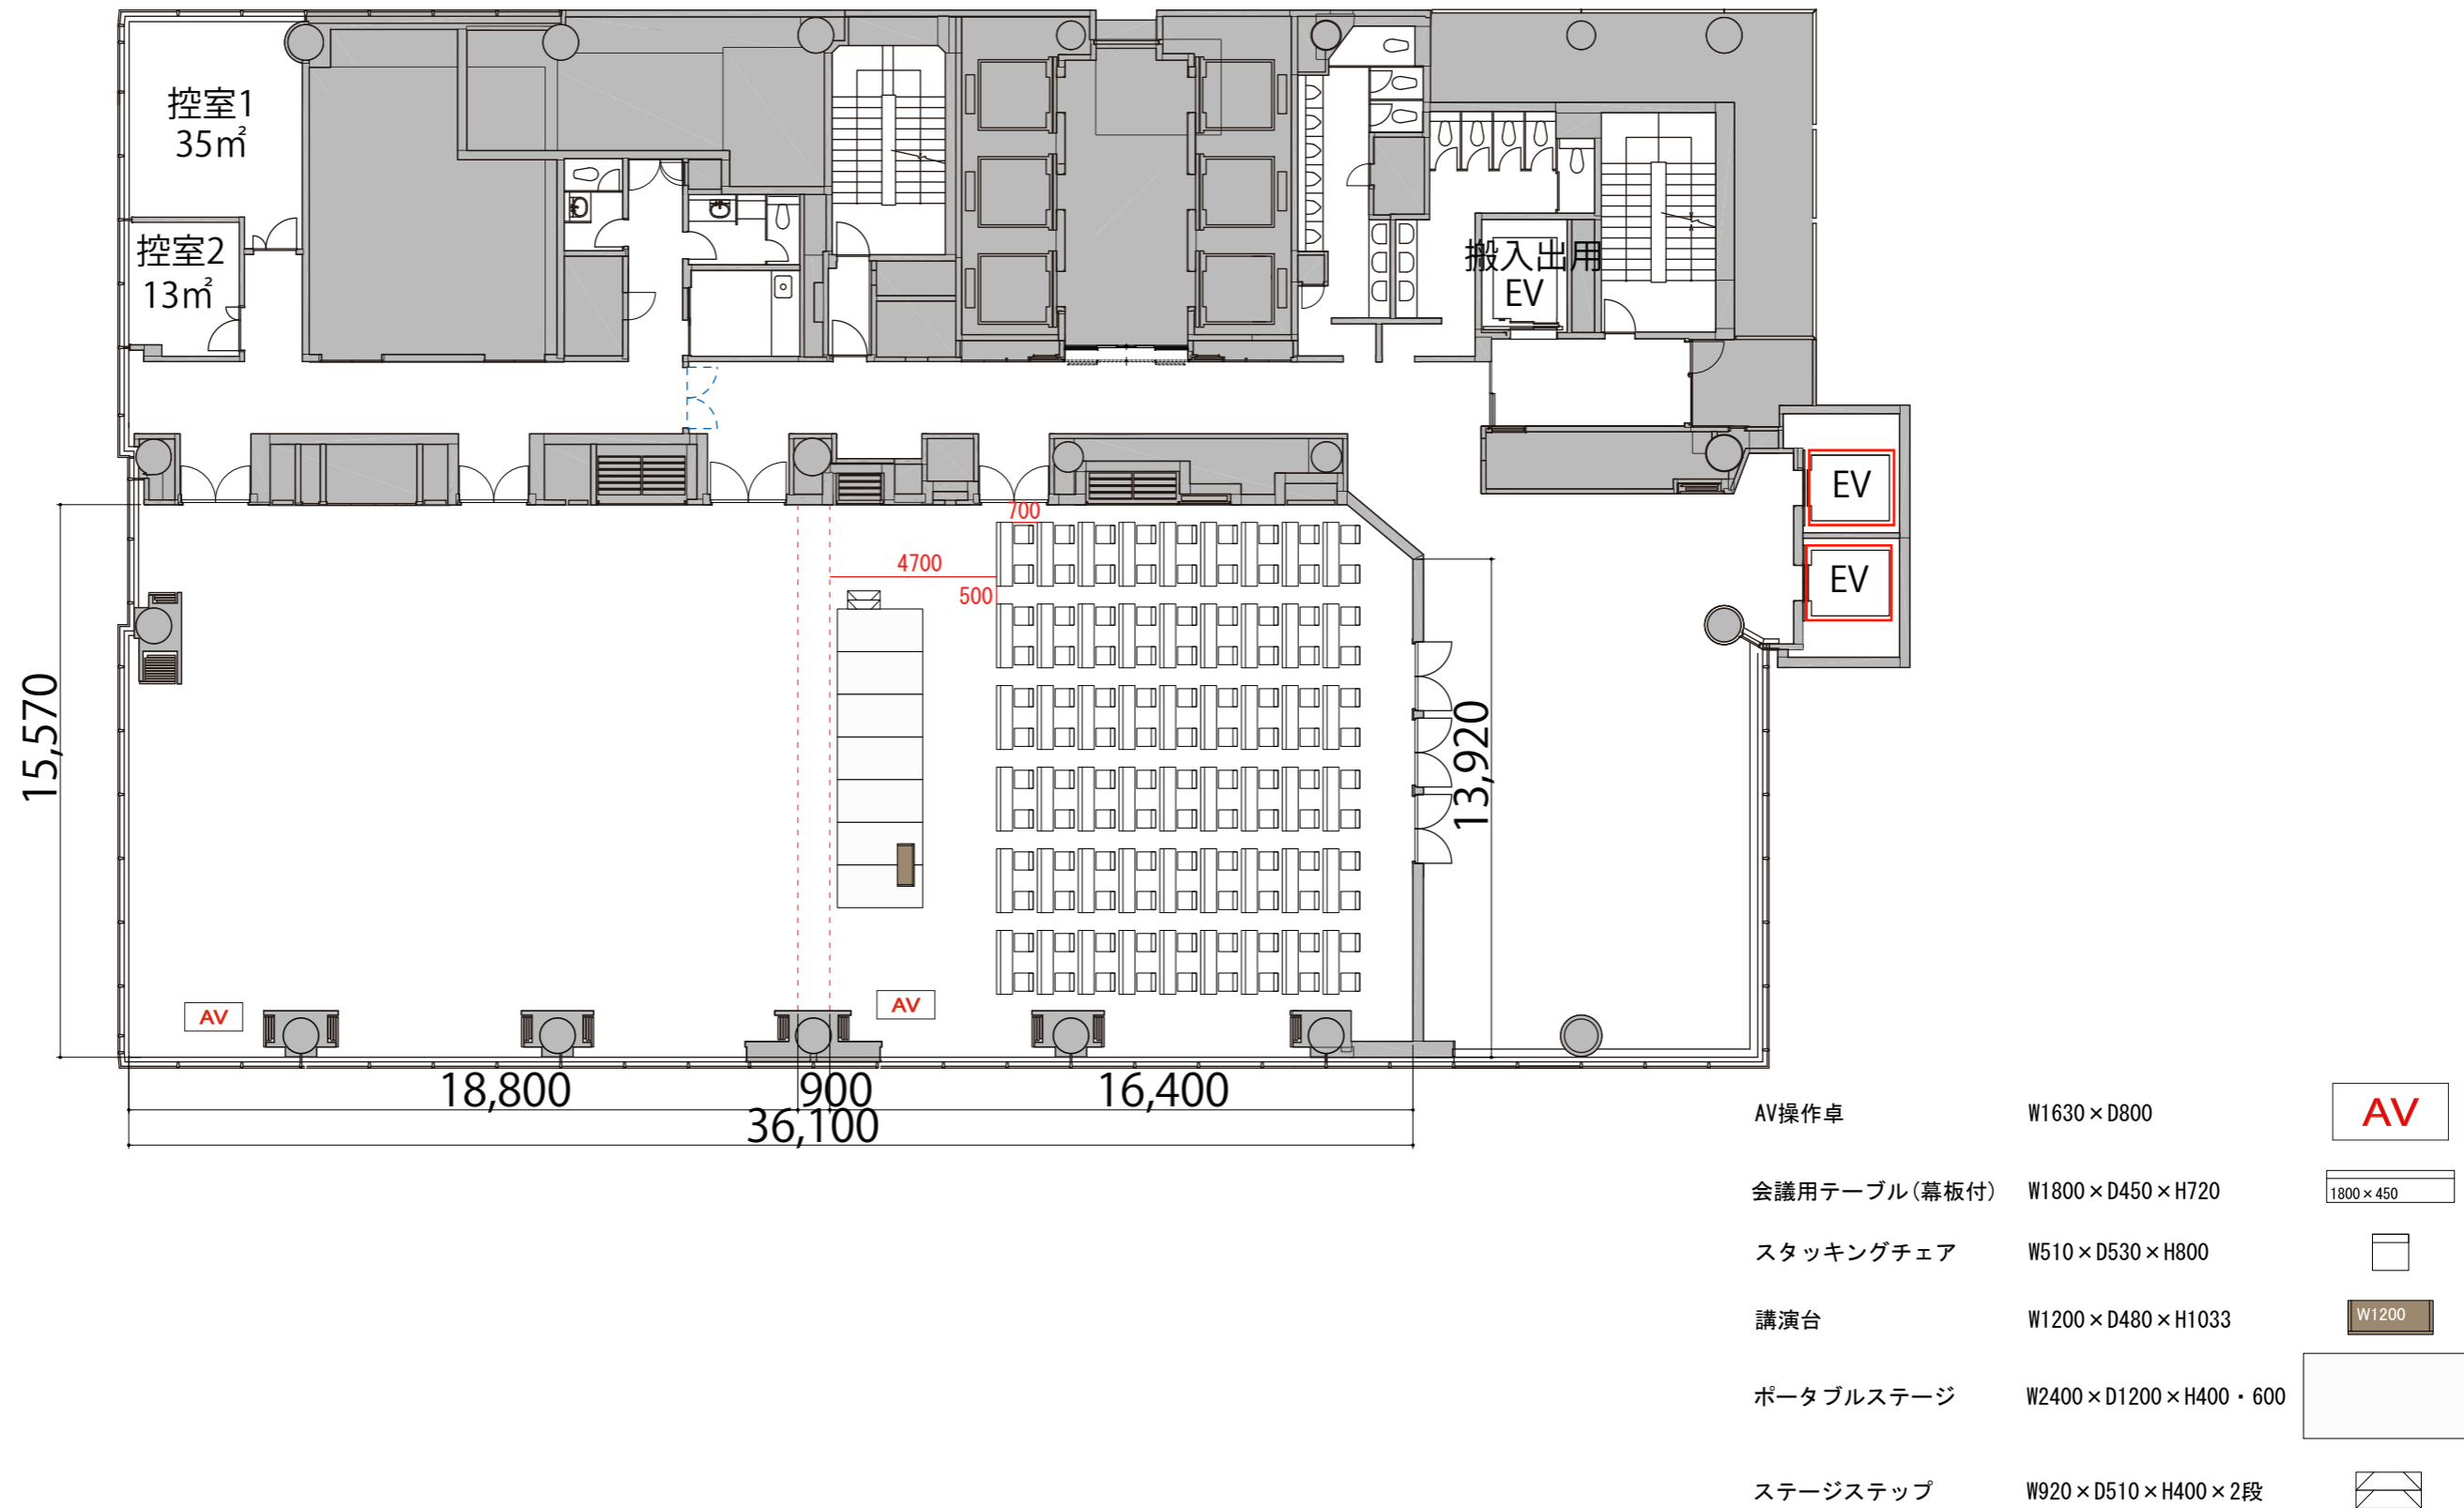 控室1
35㎡
控室2
13㎡
搬入出用
EV
EV
EV
700
4700
500
15,570
13,920
AV
AV
18,800
900
16,400
36,100
AV操作卓 W1630×D800 AV
会議用テーブル(幕板付) W1800×D450×H720 1800×450
スタッキングチェア W510×D530×H800
講演台 W1200×D480×H1033 W1200
ポータブルステージ W2400×D1200×H400・600
ステージステップ W920×D510×H400×2段